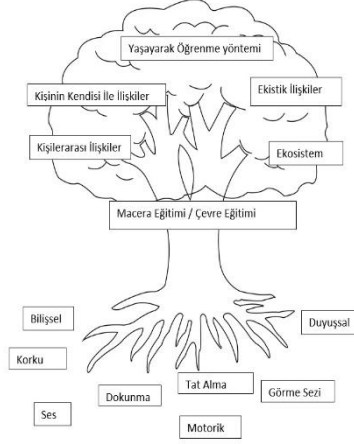 Yaşayarak Öğrenme yöntemi
Kişinin Kendisi İle İlişkiler
Ekistik İlişkiler
Kişilerarası İlişkiler
Ekosistem
Macera Eğitimi / Çevre Eğitimi
Bilişsel
Duyuşsal
Korku
Tat Alma
Görme Sezi
Dokunma
Ses
Motorik